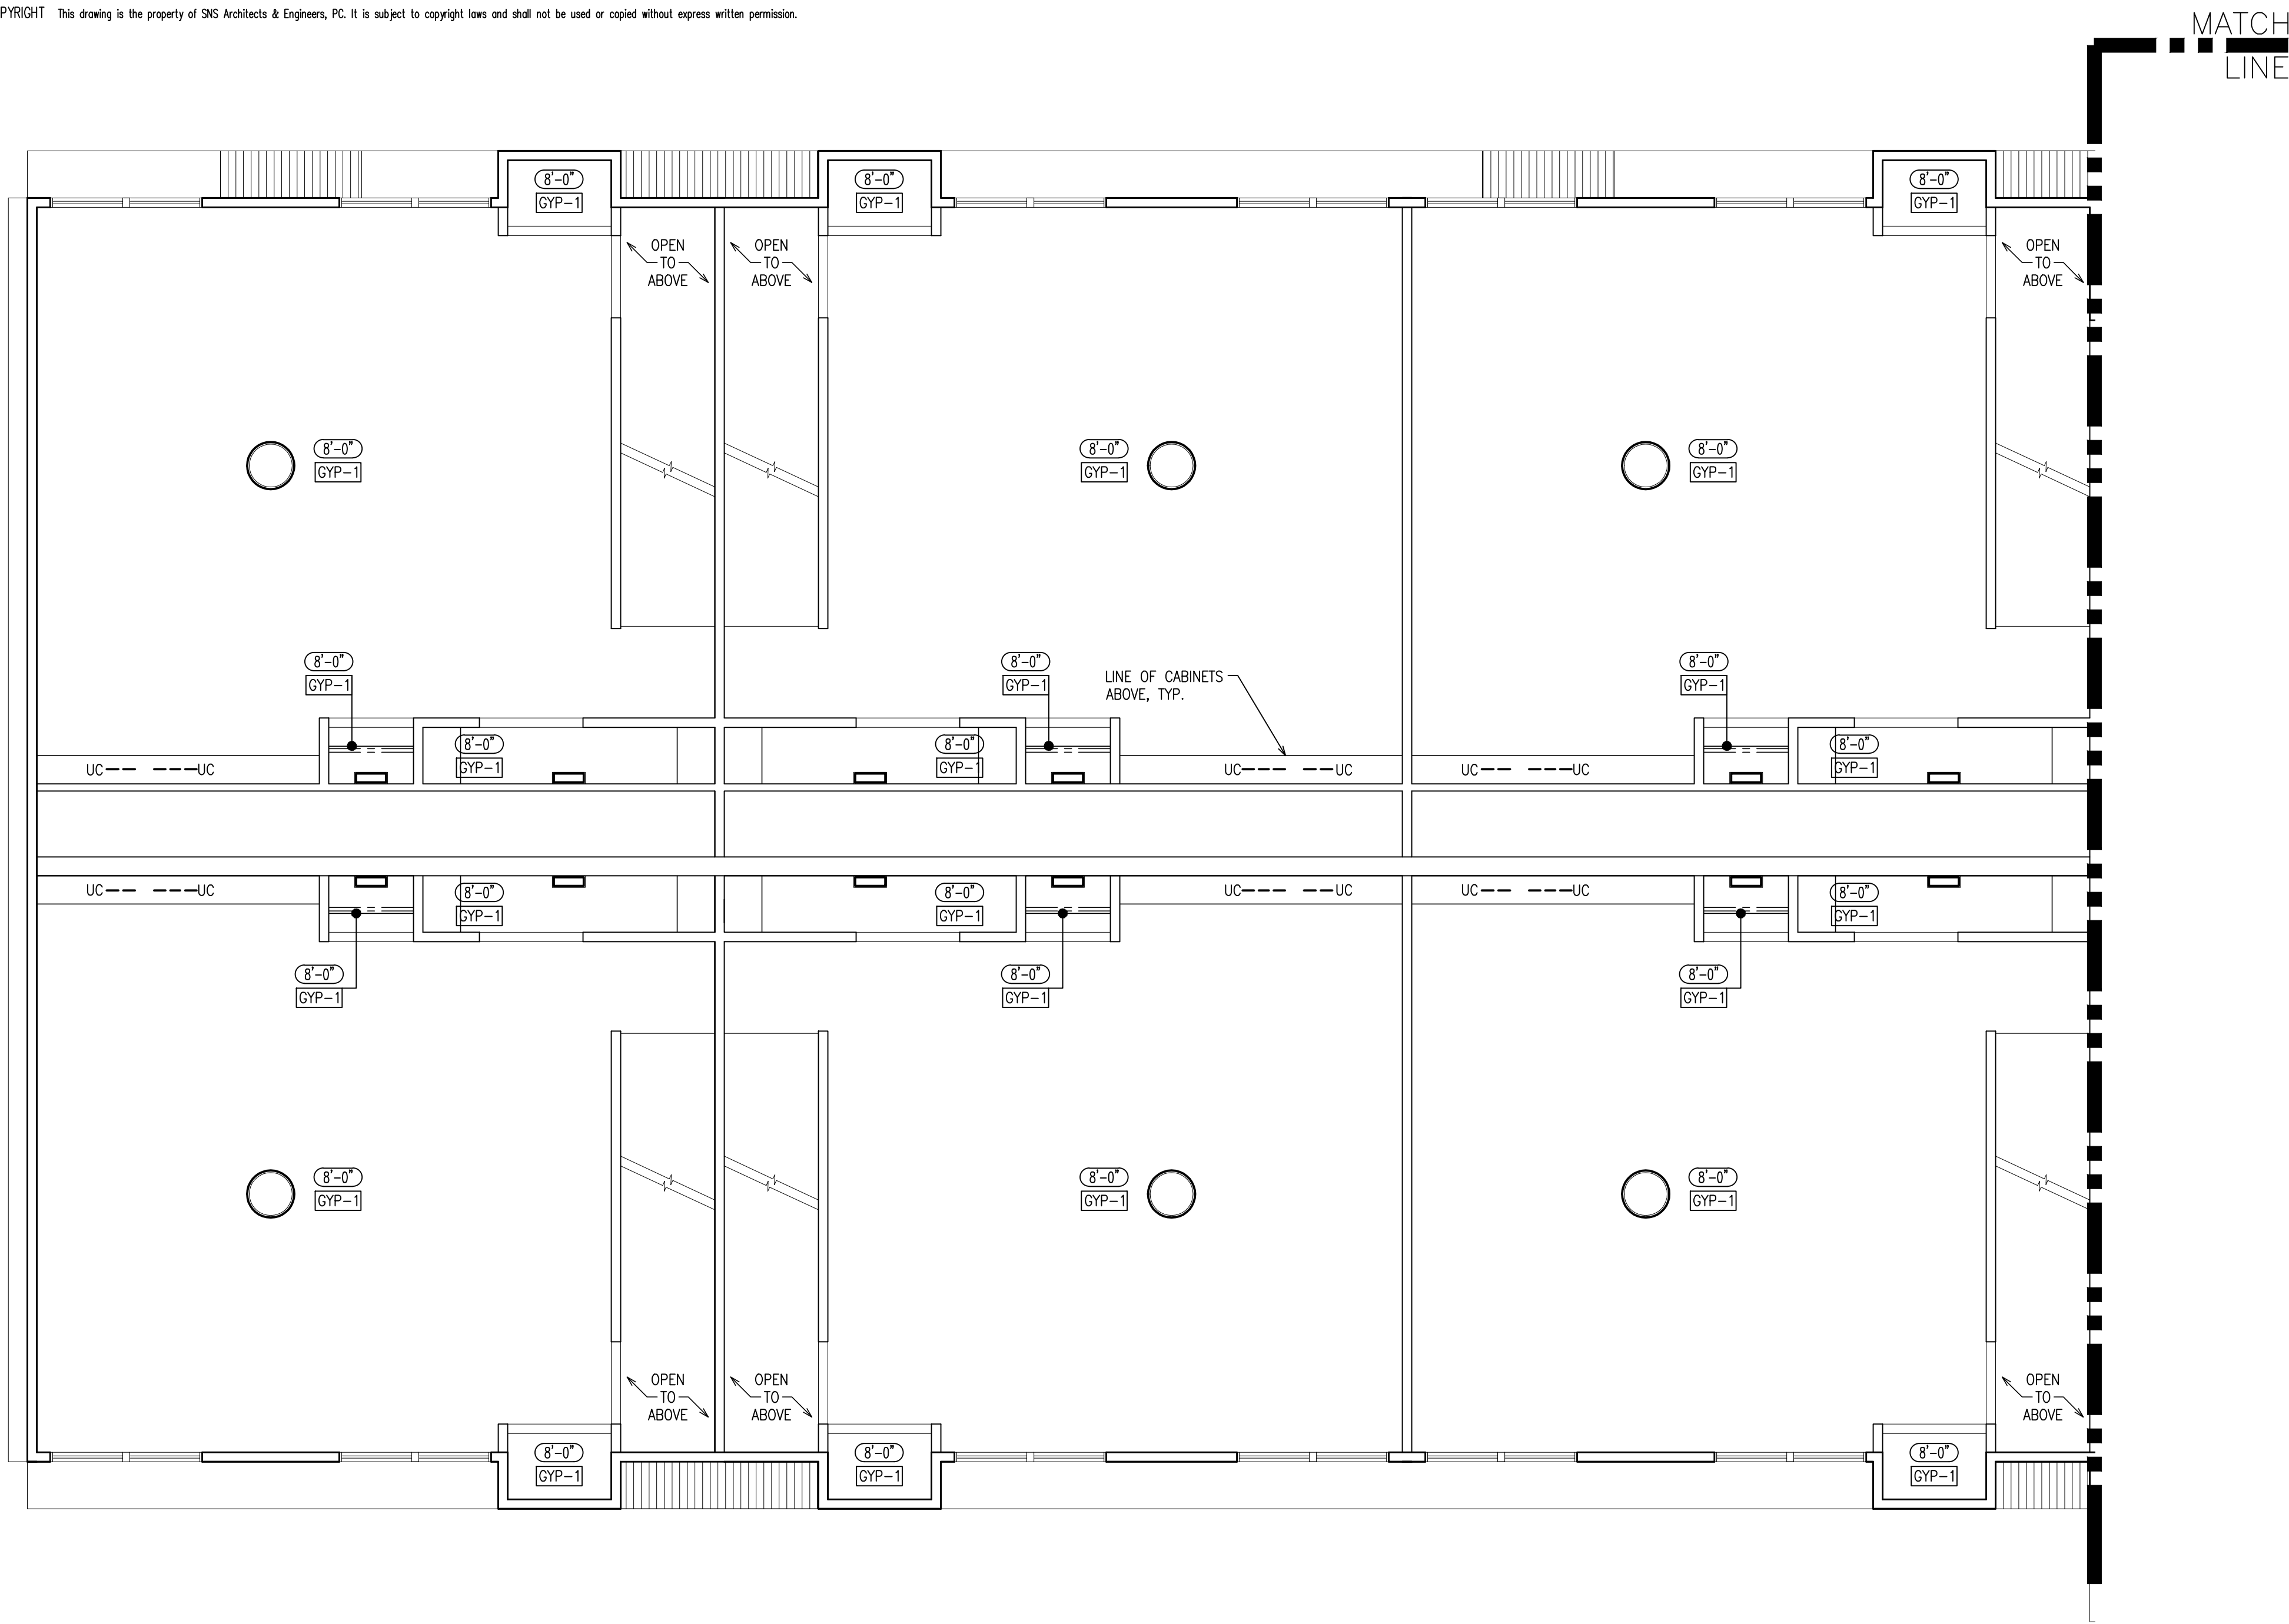 PYRIGHT This drawing is the property of SNS Architects & Engineers, PC. It is subject to copyright laws and shall not be used or copied without express written permission.
MATCH
LINE
8'-0" 8'-0" 8'-0"
GYP-1 GYP-1 GYP-1
OPEN OPEN OPEN
TO TO TO
ABOVE ABOVE ABOVE
8'-0" 8'-0" 8'-0"
GYP-1 GYP-1 GYP-1
8'-0" 8'-0" 8'-0"
GYP-1 GYP-1 GYP-1
LINE OF CABINETS
ABOVE, TYP.
8'-0" 8'-0" 8'-0"
GYP-1 GYP-1 GYP-1
UC UC UC UC UC UC
UC UC UC UC UC UC
8'-0" 8'-0" 8'-0"
GYP-1 GYP-1 GYP-1
8'-0" 8'-0" 8'-0"
GYP-1 GYP-1 GYP-1
8'-0" 8'-0" 8'-0"
GYP-1 GYP-1 GYP-1
OPEN OPEN OPEN
TO TO TO
ABOVE ABOVE ABOVE
8'-0" 8'-0" 8'-0"
GYP-1 GYP-1 GYP-1